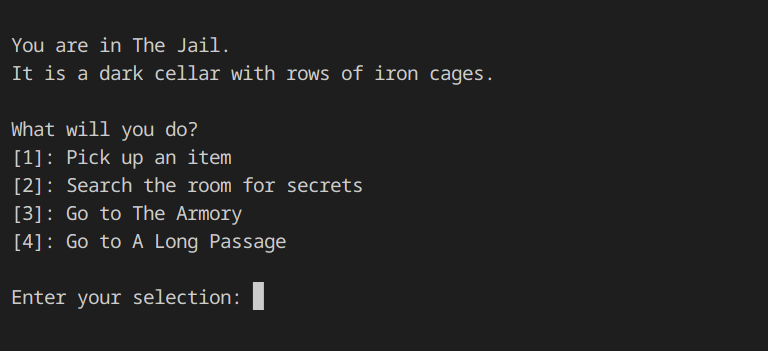 You are in The Jail.
It is a dark cellar with rows of iron cages.
What will you do?
[1]: Pick up an item
[2]: Search the room for secrets
[3]: Go to The Armory
[4]: Go to A Long Passage
Enter your selection: